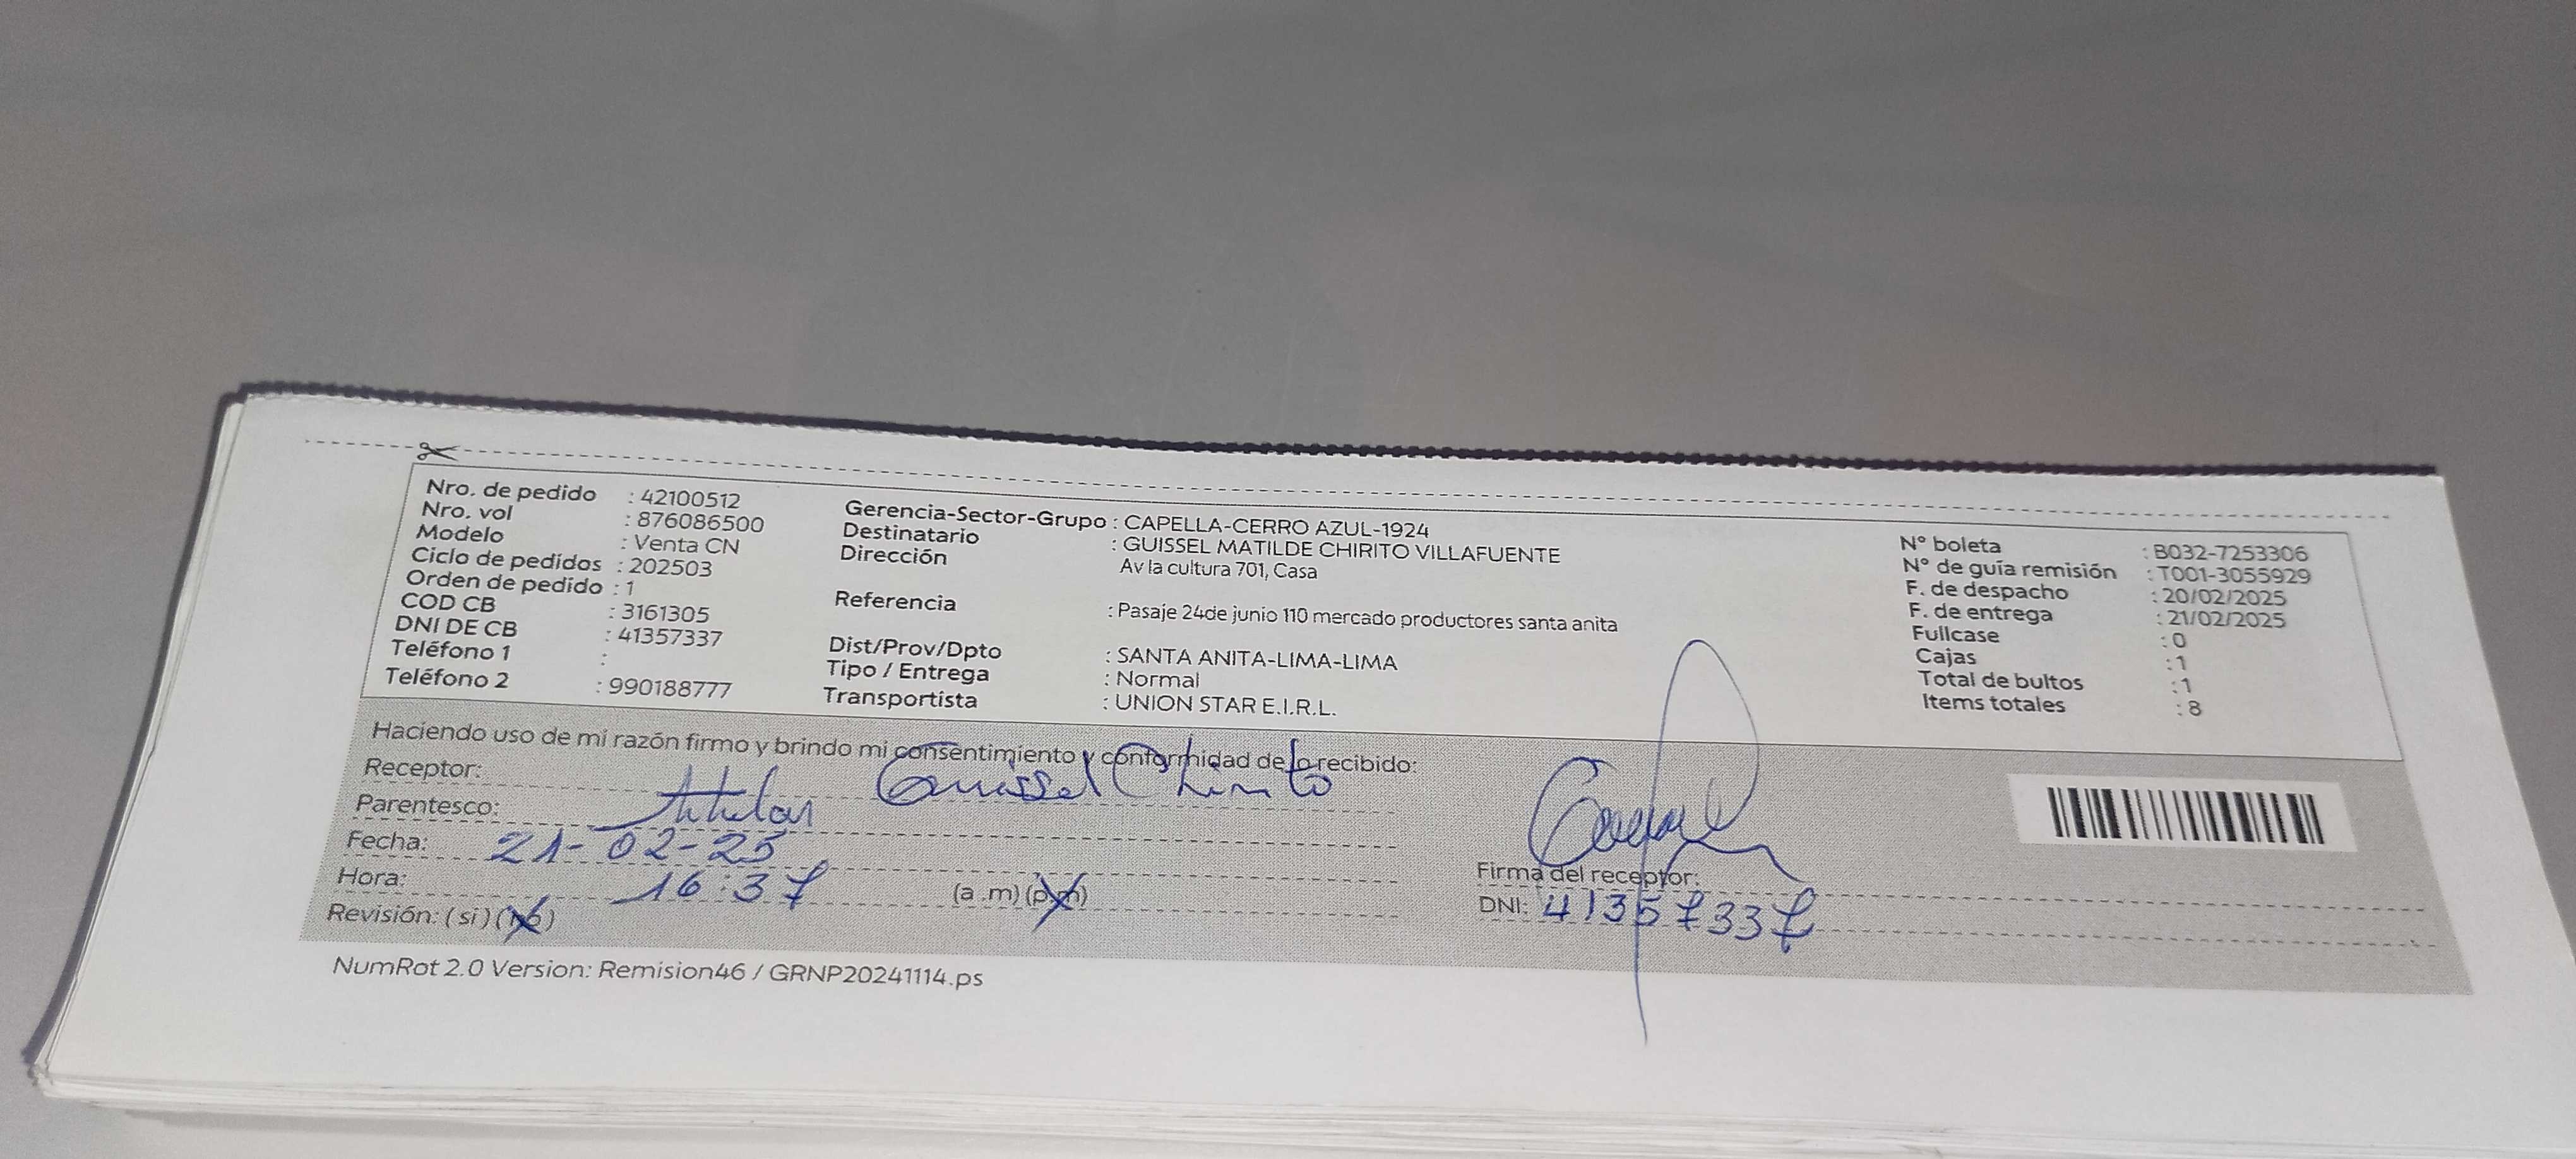 Nro. de pedido : 42100512
Nro. vol : 876086500
Modelo : Venta CN
Ciclo de pedidos : 202503
Orden de pedido : 1
COD CB : 3161305
DNI DE CB : 41357337
Teléfono 1 :
Teléfono 2 : 990188777
Gerencia-Sector-Grupo : CAPELLA-CERRO AZUL-1924
Destinatario : GUISSEL MATILDE CHIRITO VILLAFUENTE
Dirección Av la cultura 701, Casa
Referencia : Pasaje 24de junio 110 mercado productores santa anita
Dist/Prov/Dpto : SANTA ANITA-LIMA-LIMA
Tipo / Entrega : Normal
Transportista : UNION STAR E.I.R.L.
N° boleta : B032-7253306
N° de guía remisión : T001-3055929
F. de despacho : 20/02/2025
F. de entrega : 21/02/2025
Fullcase : 0
Cajas : 1
Total de bultos : 1
Items totales : 8
Haciendo uso de mi razón firmo y brindo mi consentimiento y conformidad de lo recibido:
Receptor: Guissel Chirito
Parentesco: titular
Fecha: 21-02-25
Hora: 16:37 (a .m) (p.m)
Revisión: ( si ) (no)
Firma del receptor:
DNI: 41357337
NumRot 2.0 Version: Remision46 / GRNP20241114.ps